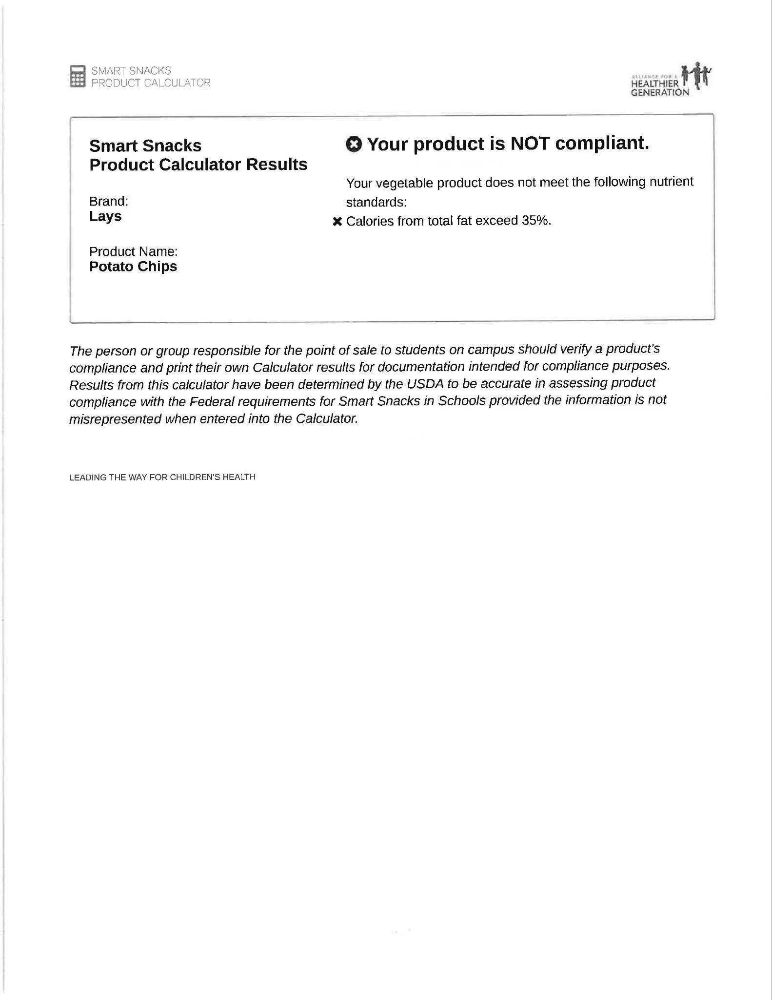 SMART SNACKS
PRODUCT CALCULATOR
ALLIANCE FOR A
HEALTHIER
GENERATION
Smart Snacks
Product Calculator Results
Brand:
Lays
Product Name:
Potato Chips
Your product is NOT compliant.
Your vegetable product does not meet the following nutrient
standards:
Calories from total fat exceed 35%.
The person or group responsible for the point of sale to students on campus should verify a product's
compliance and print their own Calculator results for documentation intended for compliance purposes.
Results from this calculator have been determined by the USDA to be accurate in assessing product
compliance with the Federal requirements for Smart Snacks in Schools provided the information is not
misrepresented when entered into the Calculator.
LEADING THE WAY FOR CHILDREN'S HEALTH